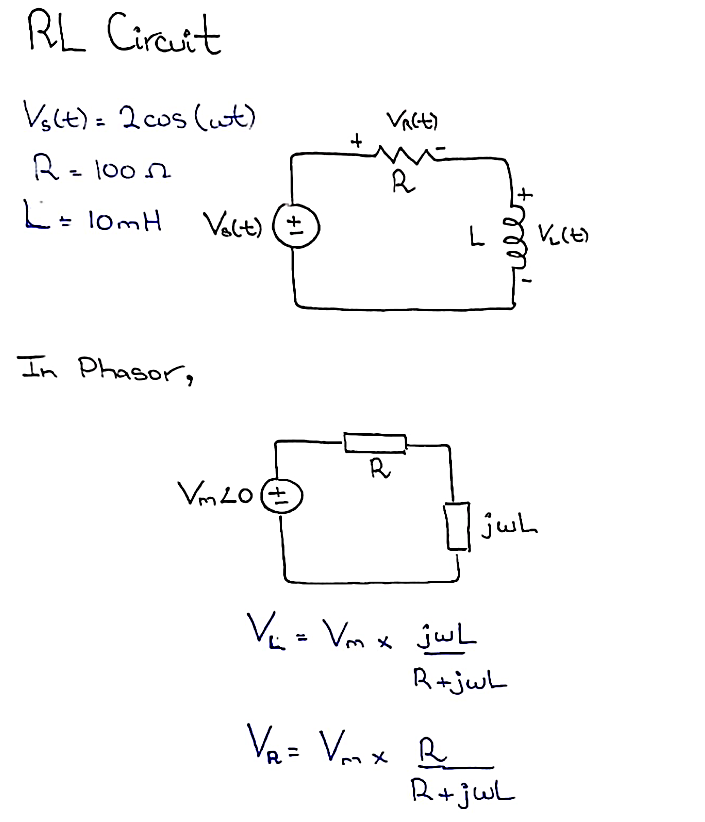 RL Circuit
Vs(t) = 2cos(ωt)
R = 100 Ω
L = 10mH
VR(t)
+ -
R
Vs(t) ±
+
L VL(t)
-
In Phasor,
R
Vm∠0 ±
jωL
VL = Vm × jωL
R+jωL
VR = Vm × R
R+jωL